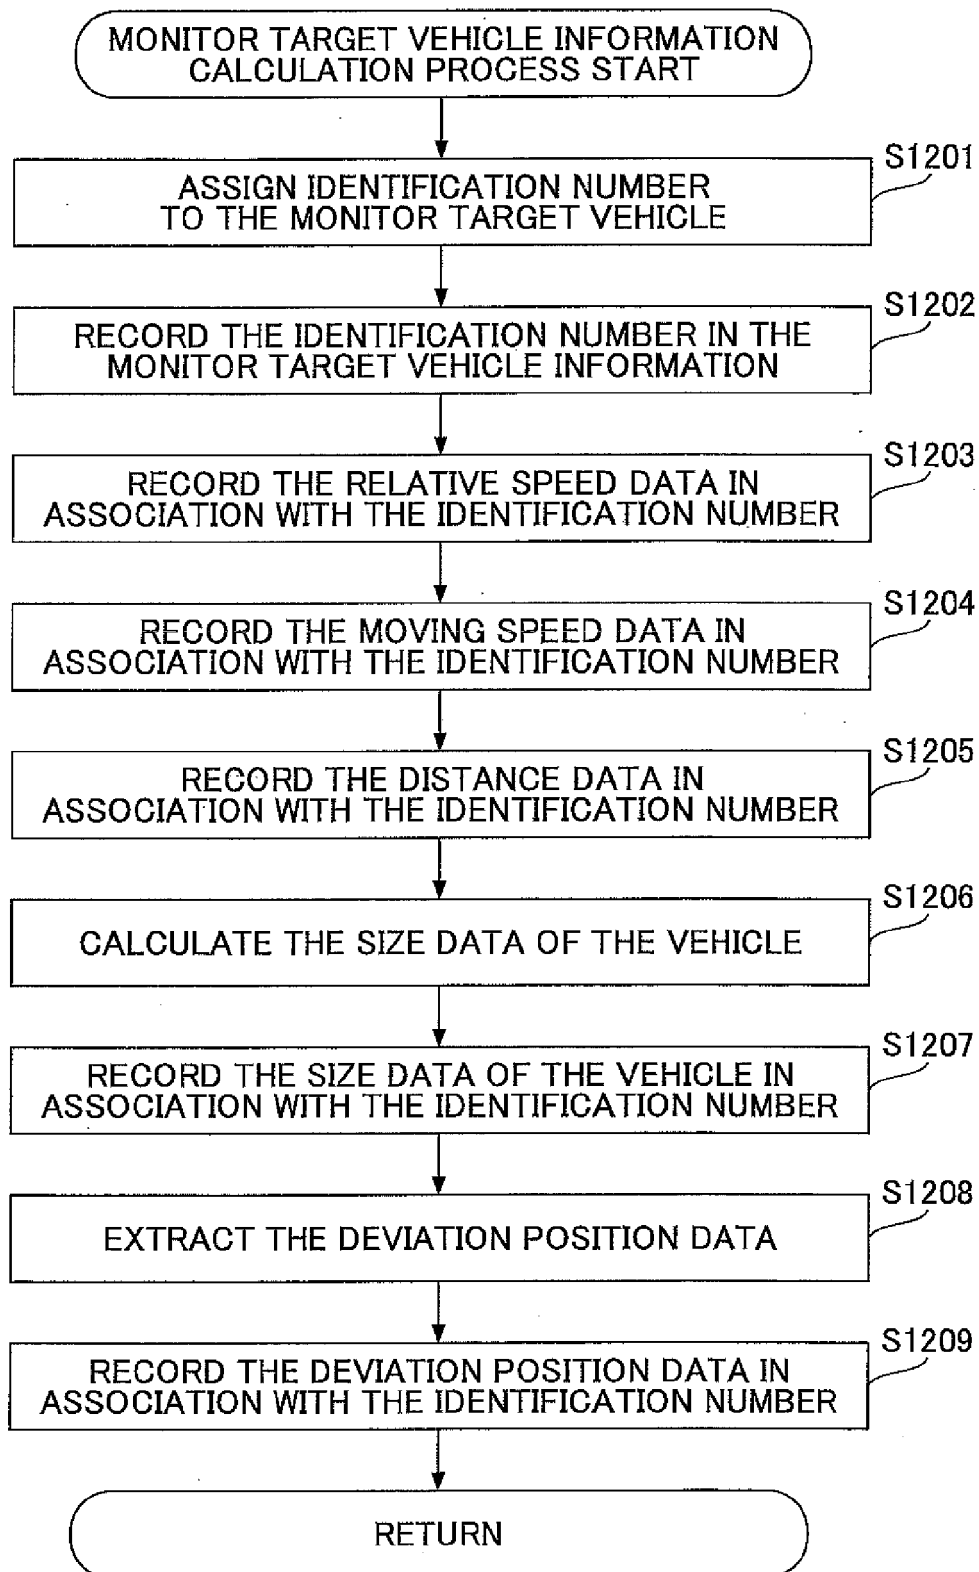 MONITOR TARGET VEHICLE INFORMATION
CALCULATION PROCESS START
S1201
ASSIGN IDENTIFICATION NUMBER
TO THE MONITOR TARGET VEHICLE
S1202
RECORD THE IDENTIFICATION NUMBER IN THE
MONITOR TARGET VEHICLE INFORMATION
S1203
RECORD THE RELATIVE SPEED DATA IN
ASSOCIATION WITH THE IDENTIFICATION NUMBER
S1204
RECORD THE MOVING SPEED DATA IN
ASSOCIATION WITH THE IDENTIFICATION NUMBER
S1205
RECORD THE DISTANCE DATA IN
ASSOCIATION WITH THE IDENTIFICATION NUMBER
S1206
CALCULATE THE SIZE DATA OF THE VEHICLE
S1207
RECORD THE SIZE DATA OF THE VEHICLE IN
ASSOCIATION WITH THE IDENTIFICATION NUMBER
S1208
EXTRACT THE DEVIATION POSITION DATA
S1209
RECORD THE DEVIATION POSITION DATA IN
ASSOCIATION WITH THE IDENTIFICATION NUMBER
RETURN